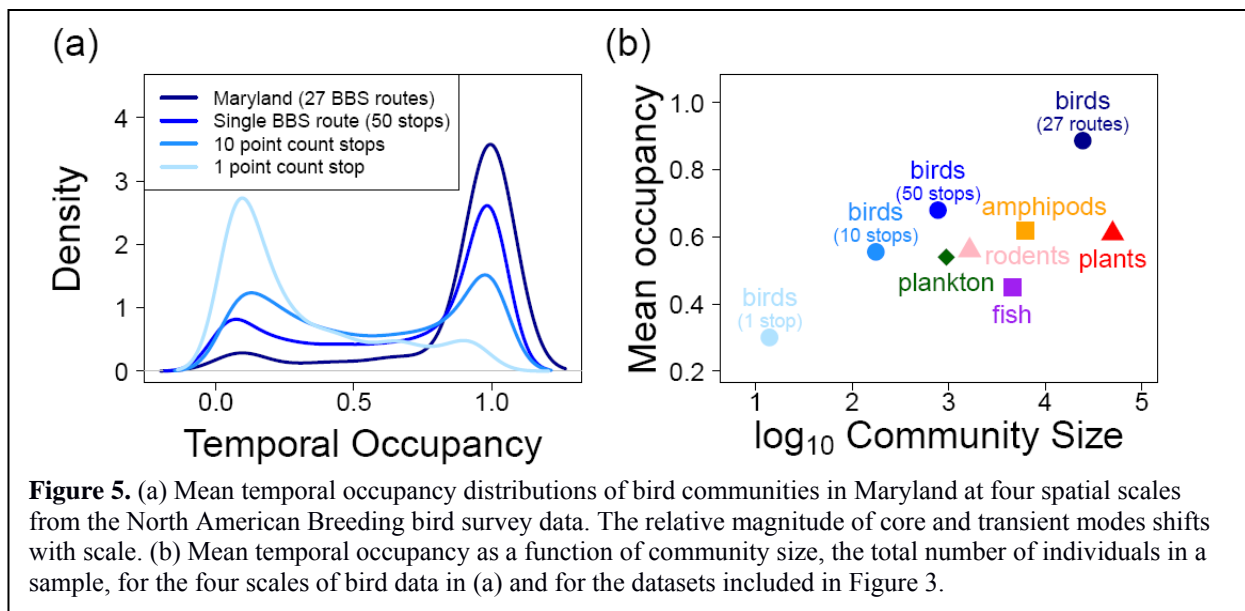 (a)
Density
4
3
2
1
0
Maryland (27 BBS routes)
Single BBS route (50 stops)
10 point count stops
1 point count stop
0.0 0.5 1.0
Temporal Occupancy
(b)
Mean occupancy
1.0
0.8
0.6
0.4
0.2
birds
(27 routes)
birds
(50 stops)
birds
(10 stops)
amphipods
rodents
plants
plankton
fish
birds
(1 stop)
1 2 3 4 5
log10 Community Size
Figure 5. (a) Mean temporal occupancy distributions of bird communities in Maryland at four spatial scales
from the North American Breeding bird survey data. The relative magnitude of core and transient modes shifts
with scale. (b) Mean temporal occupancy as a function of community size, the total number of individuals in a
sample, for the four scales of bird data in (a) and for the datasets included in Figure 3.